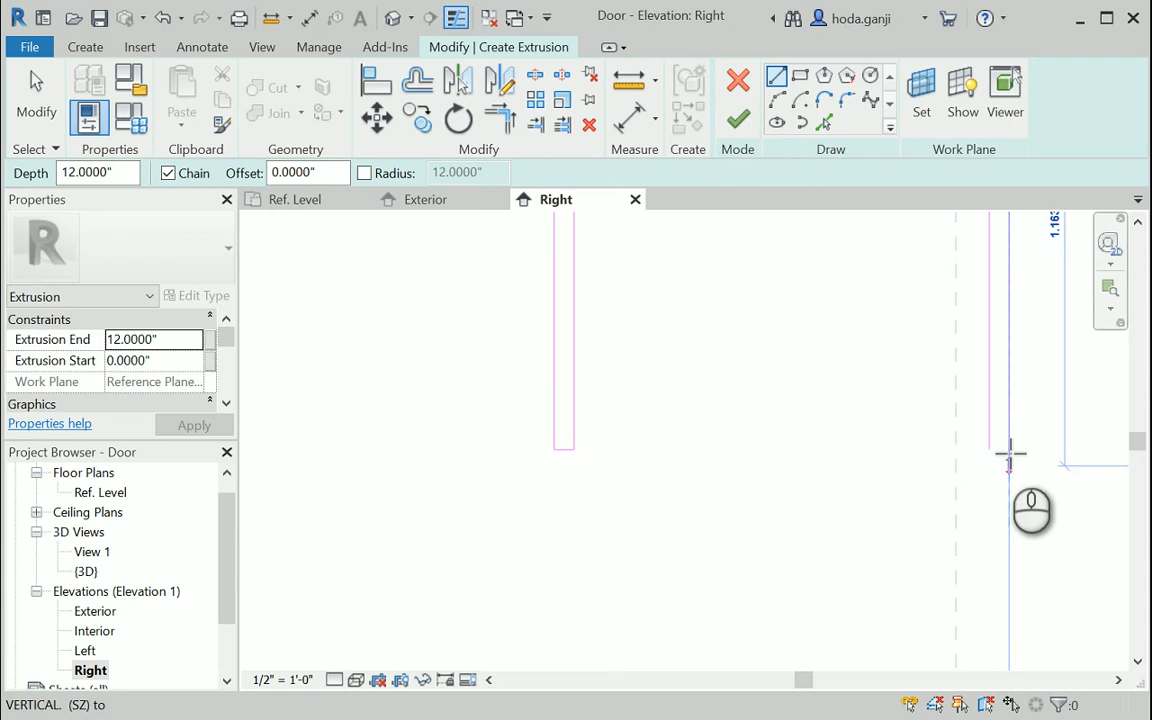 Door - Elevation: Right
hoda.ganji
File
Create
Insert
Annotate
View
Manage
Add-Ins
Modify | Create Extrusion
Modify
Paste
Cut
Join
Set
Show
Viewer
Select
Properties
Clipboard
Geometry
Modify
Measure
Create
Mode
Draw
Work Plane
Depth 12.0000" Chain Offset: 0.0000" Radius: 12.0000"
Properties
Ref. Level
Exterior
Right
Extrusion
Edit Type
Constraints
Extrusion End 12.0000"
Extrusion Start 0.0000"
Work Plane Reference Plane...
Graphics
Properties help
Apply
Project Browser - Door
Floor Plans
Ref. Level
Ceiling Plans
3D Views
View 1
{3D}
Elevations (Elevation 1)
Exterior
Interior
Left
Right
2D
1/2" = 1'-0"
VERTICAL. (SZ) to
:0